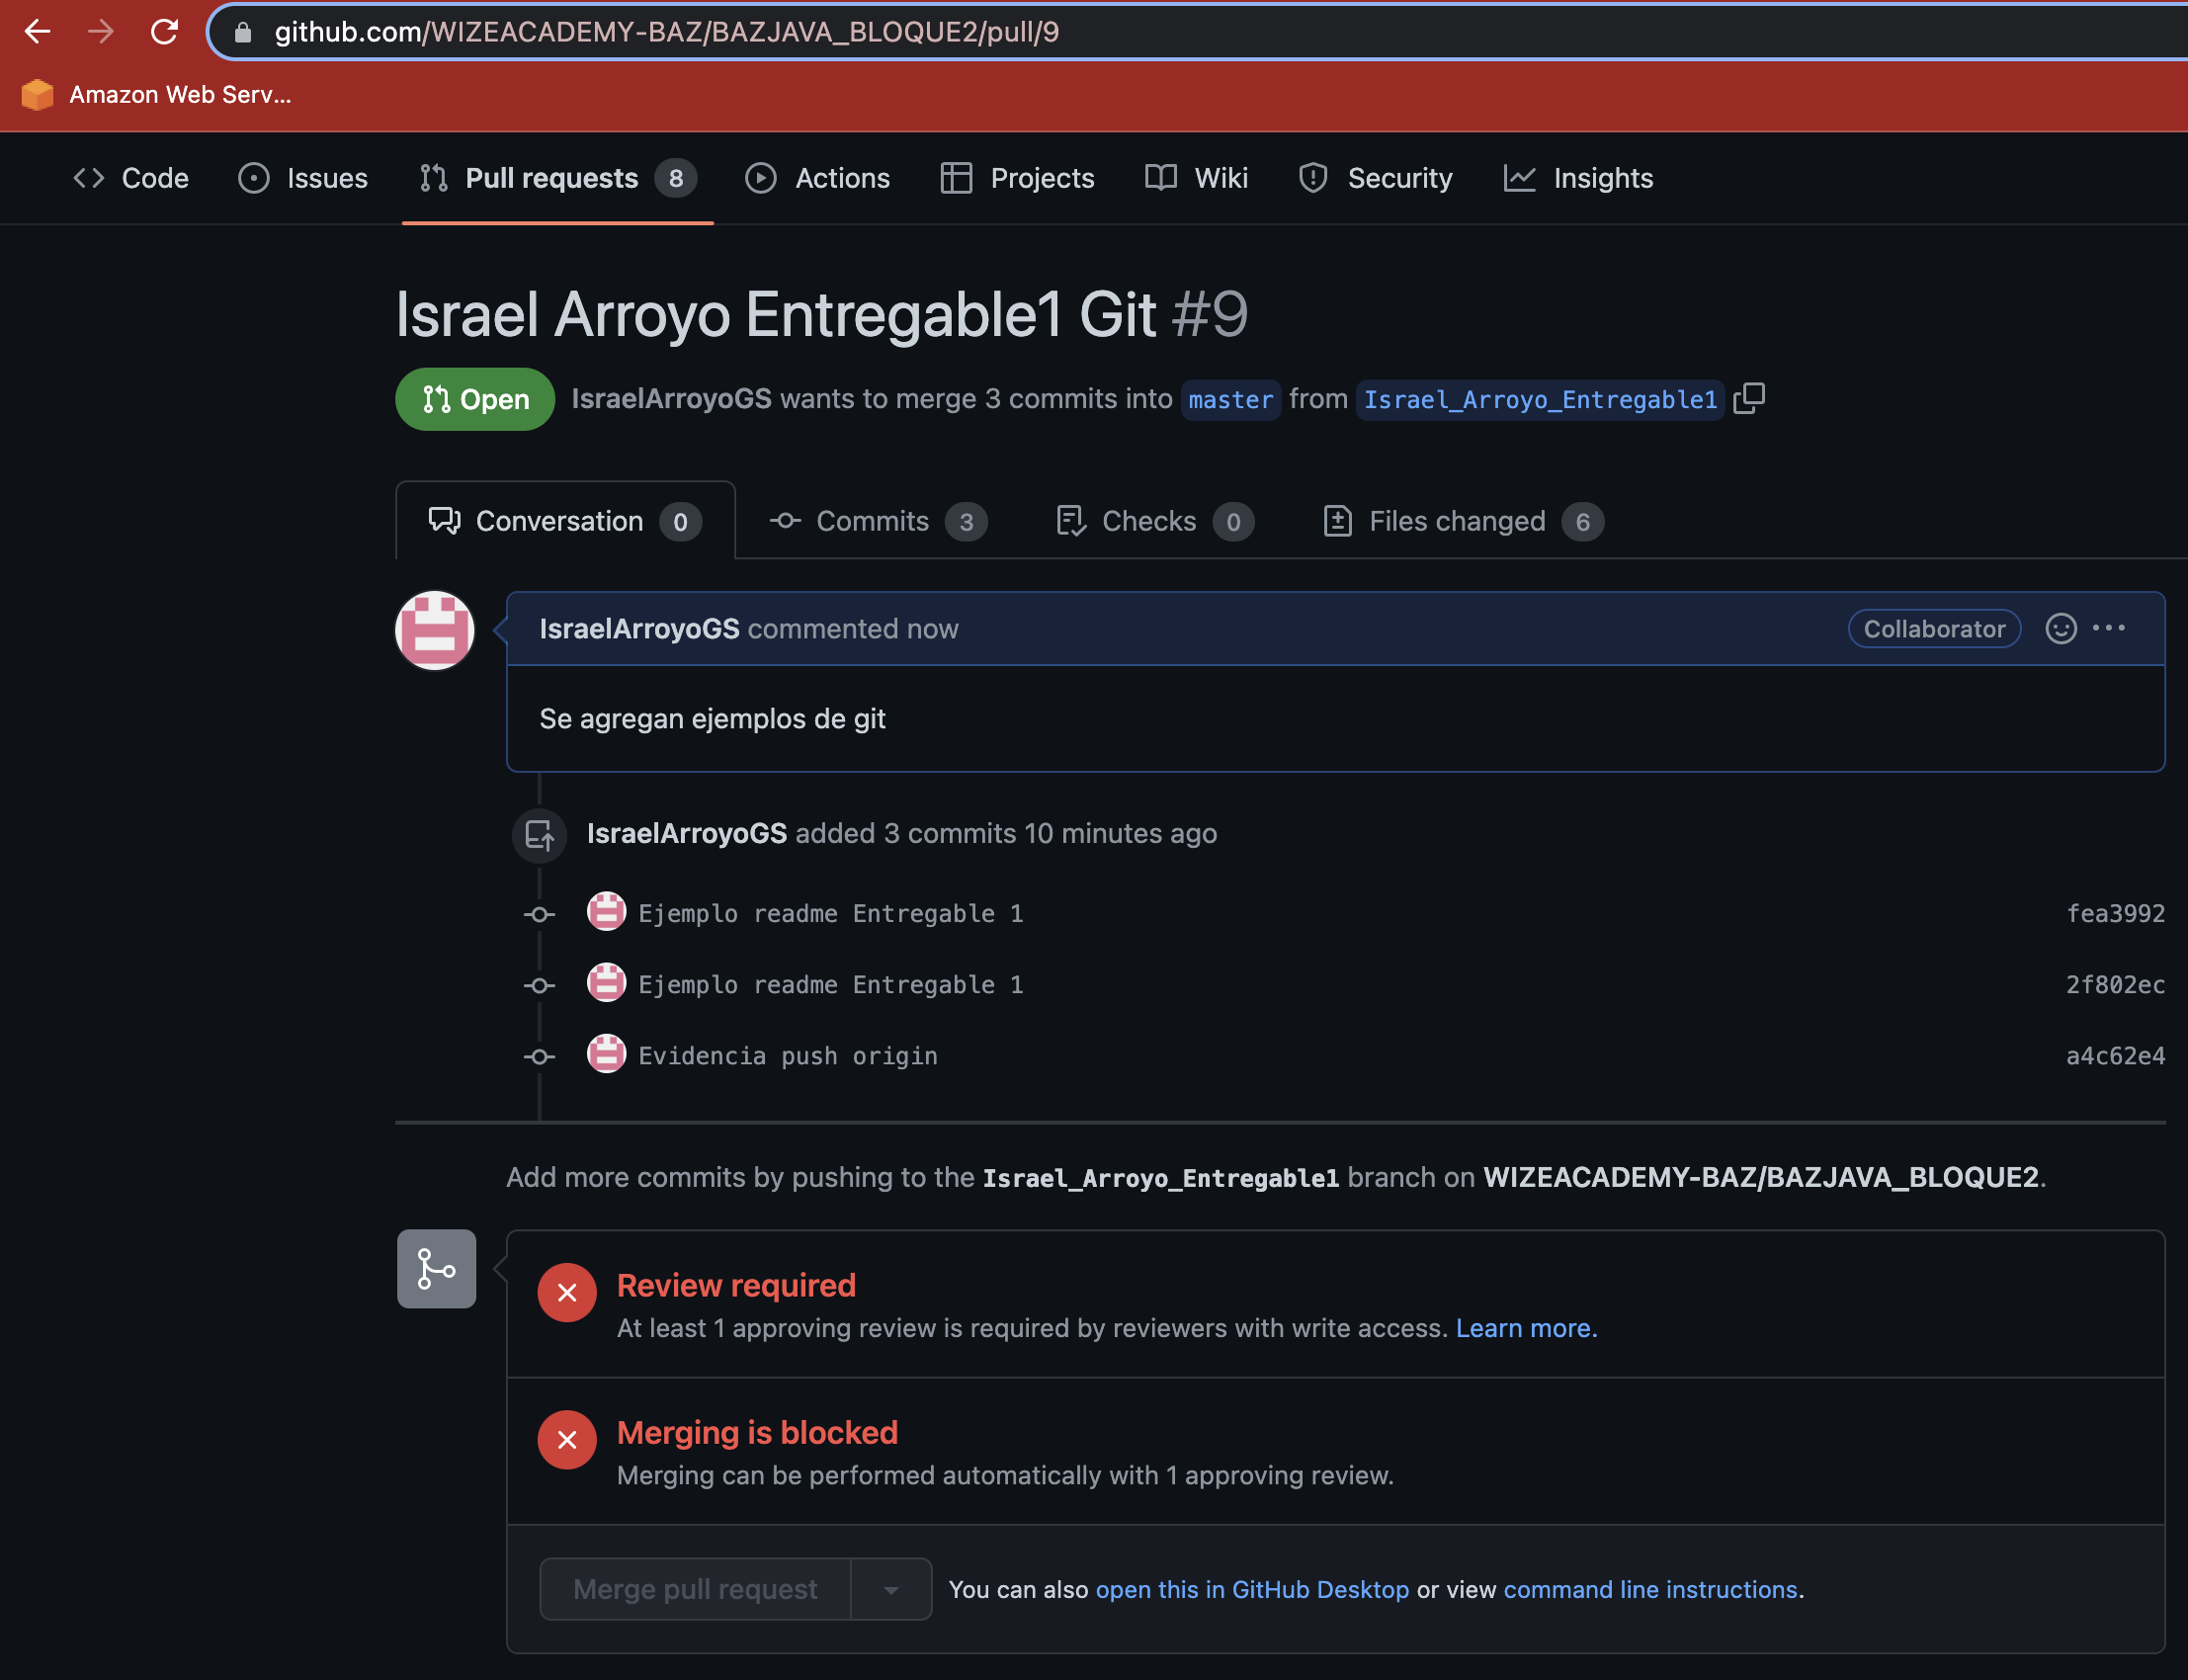 github.com/WIZEACADEMY-BAZ/BAZJAVA_BLOQUE2/pull/9
Amazon Web Serv...
Code Issues Pull requests 8 Actions Projects Wiki Security Insights
Israel Arroyo Entregable1 Git #9
Open IsraelArroyoGS wants to merge 3 commits into master from Israel_Arroyo_Entregable1
Conversation 0 Commits 3 Checks 0 Files changed 6
IsraelArroyoGS commented now Collaborator
Se agregan ejemplos de git
IsraelArroyoGS added 3 commits 10 minutes ago
Ejemplo readme Entregable 1 fea3992
Ejemplo readme Entregable 1 2f802ec
Evidencia push origin a4c62e4
Add more commits by pushing to the Israel_Arroyo_Entregable1 branch on WIZEACADEMY-BAZ/BAZJAVA_BLOQUE2.
Review required
At least 1 approving review is required by reviewers with write access. Learn more.
Merging is blocked
Merging can be performed automatically with 1 approving review.
Merge pull request You can also open this in GitHub Desktop or view command line instructions.